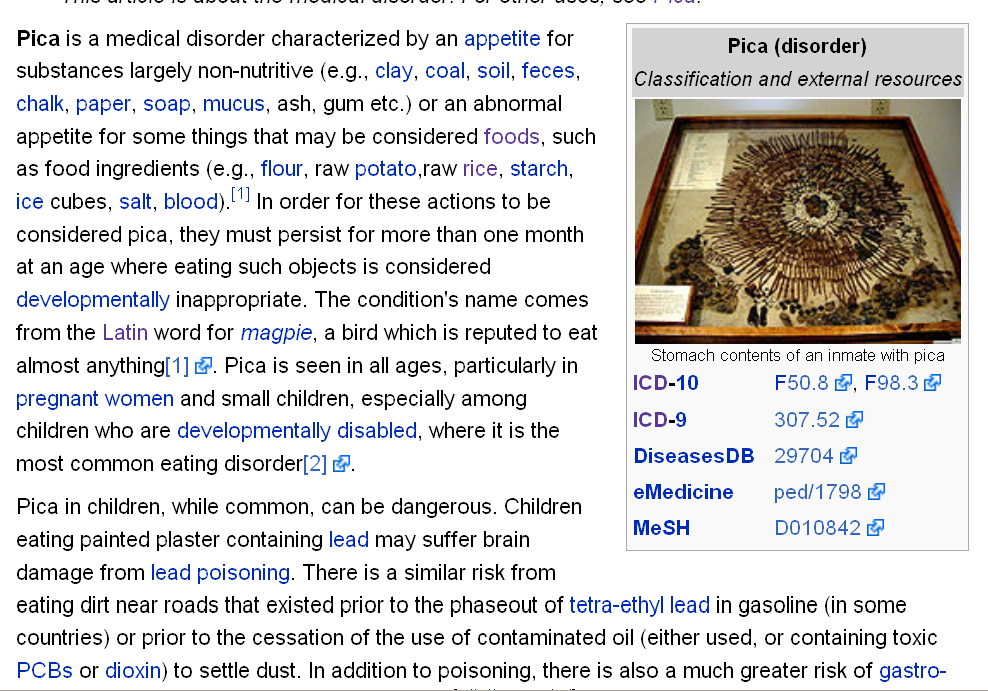 This article is about the medical disorder. For other uses, see Pica.
Pica is a medical disorder characterized by an appetite for
substances largely non-nutritive (e.g., clay, coal, soil, feces,
chalk, paper, soap, mucus, ash, gum etc.) or an abnormal
appetite for some things that may be considered foods, such
as food ingredients (e.g., flour, raw potato,raw rice, starch,
ice cubes, salt, blood).[1] In order for these actions to be
considered pica, they must persist for more than one month
at an age where eating such objects is considered
developmentally inappropriate. The condition's name comes
from the Latin word for magpie, a bird which is reputed to eat
almost anything[1]. Pica is seen in all ages, particularly in
pregnant women and small children, especially among
children who are developmentally disabled, where it is the
most common eating disorder[2].
Pica (disorder)
Classification and external resources
Stomach contents of an inmate with pica
ICD-10 F50.8, F98.3
ICD-9 307.52
DiseasesDB 29704
eMedicine ped/1798
MeSH D010842
Pica in children, while common, can be dangerous. Children
eating painted plaster containing lead may suffer brain
damage from lead poisoning. There is a similar risk from
eating dirt near roads that existed prior to the phaseout of tetra-ethyl lead in gasoline (in some
countries) or prior to the cessation of the use of contaminated oil (either used, or containing toxic
PCBs or dioxin) to settle dust. In addition to poisoning, there is also a much greater risk of gastro-